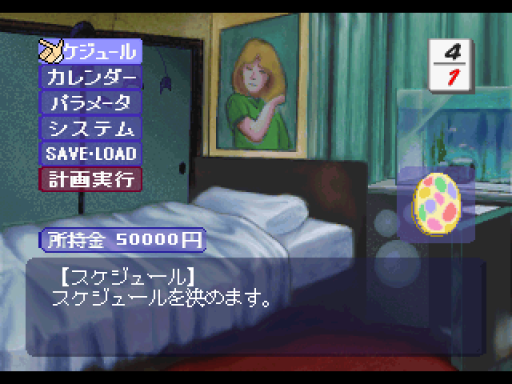 ケジュール
カレンダー
パラメータ
システム
SAVE・LOAD
計画実行
4
1
所持金 50000円
【スケジュール】
スケジュールを決めます。